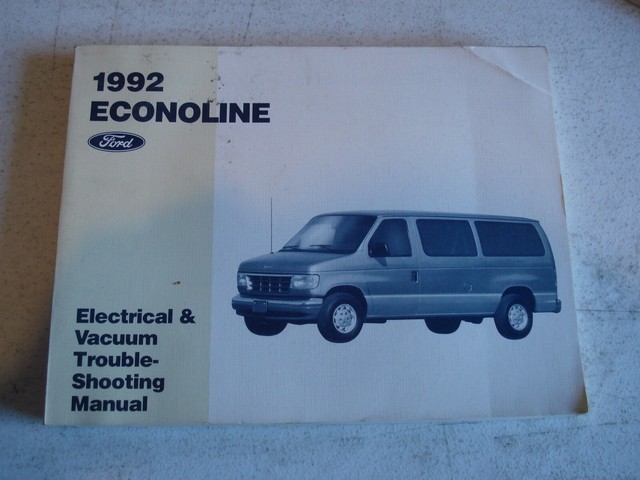 1992
ECONOLINE
Ford
Electrical &
Vacuum
Trouble-
Shooting
Manual